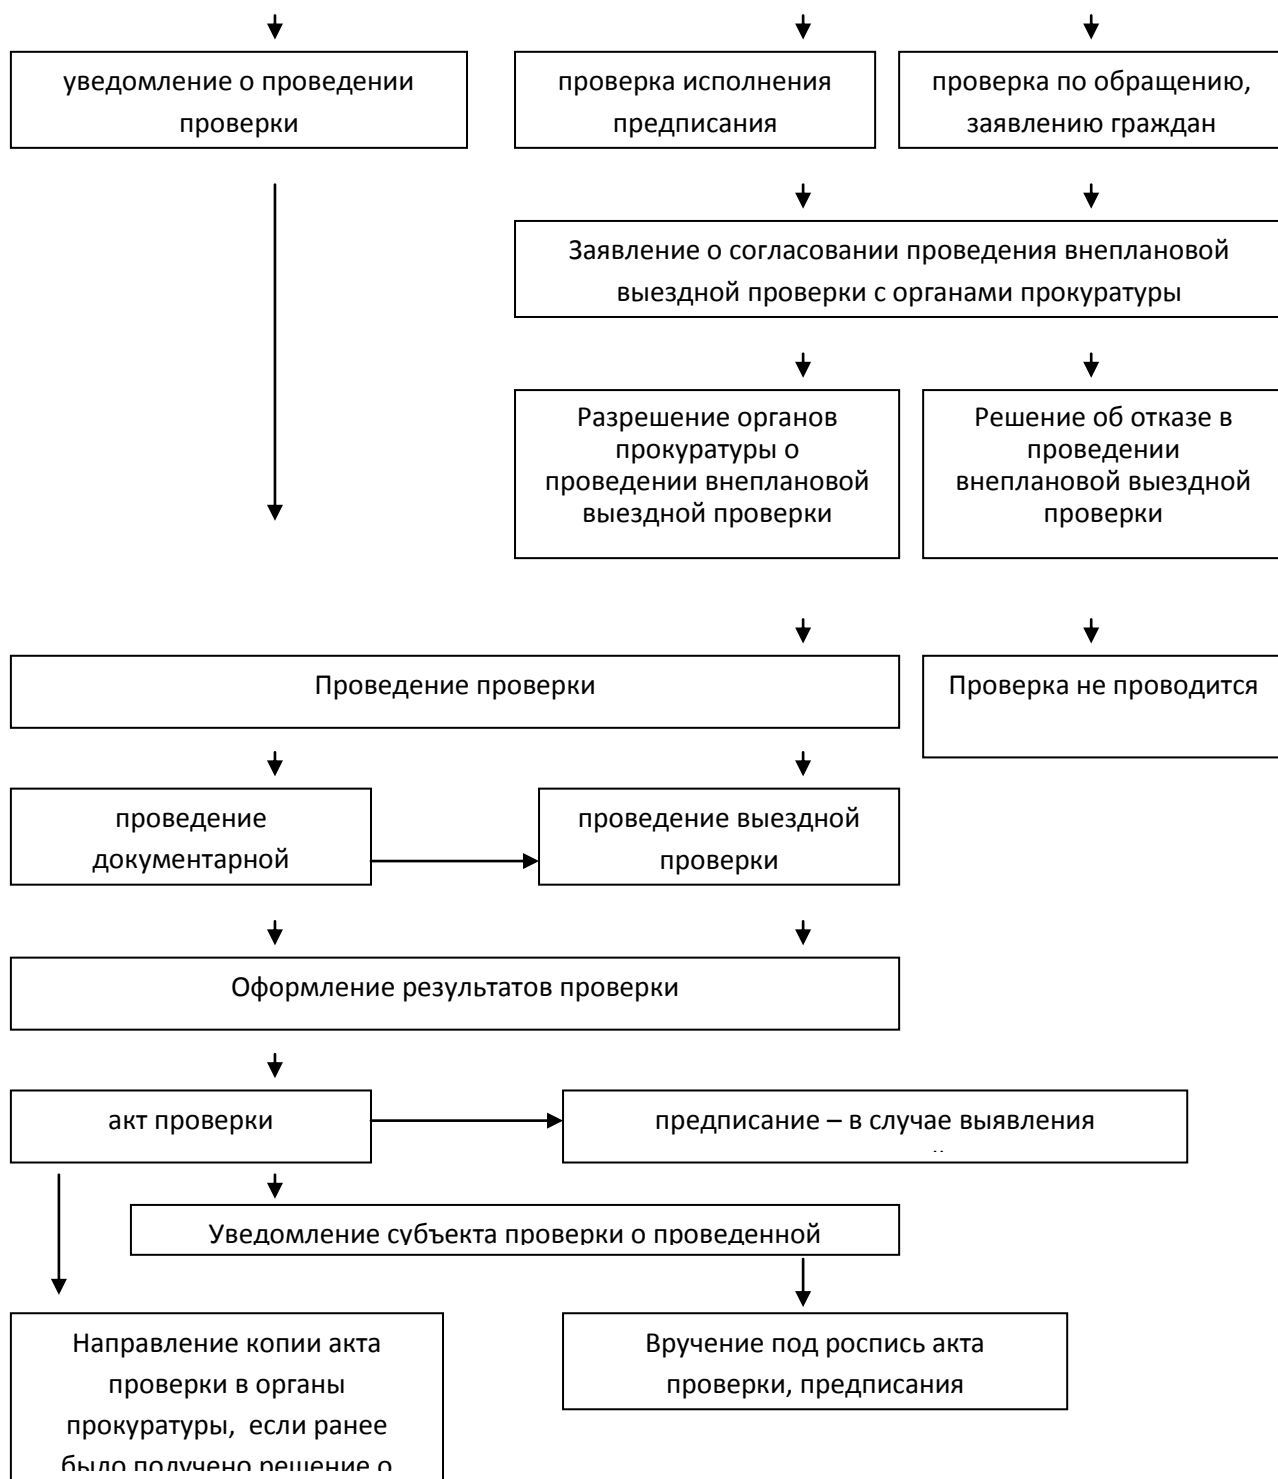 уведомление о проведении
проверки
проверка исполнения
предписания
проверка по обращению,
заявлению граждан
Заявление о согласовании проведения внеплановой
выездной проверки с органами прокуратуры
Разрешение органов
прокуратуры о
проведении внеплановой
выездной проверки
Решение об отказе в
проведении
внеплановой выездной
проверки
Проведение проверки
Проверка не проводится
проведение
документарной
проведение выездной
проверки
Оформление результатов проверки
акт проверки
предписание – в случае выявления
Уведомление субъекта проверки о проведенной
Направление копии акта
проверки в органы
прокуратуры, если ранее
было получено решение о
Вручение под роспись акта
проверки, предписания